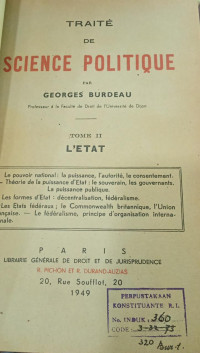 TRAITÉ
DE
SCIENCE POLITIQUE
PAR
GEORGES BURDEAU
Professeur à la Faculté de Droit de l'Université de Dijon
TOME II
L'ETAT
Le pouvoir national : la puissance, l'autorité, le consentement.
- Théorie de la puissance d'Etat : le souverain, les gouvernants.
La puissance publique.
Les formes d'Etat : décentralisation, fédéralisme.
Les Etats fédéraux ; le Commonwealth britannique, l'Union
française. — Le fédéralisme, principe d'organisation interna-
tionale.
PARIS
LIBRAIRIE GÉNÉRALE DE DROIT ET DE JURISPRUDENCE
R. PICHON ET R. DURAND-AUZIAS
20, Rue Soufflot, 20
1949
PERPUSTAKAAN
KONSTITUANTE R.I.
No. INDUK: 360
CODE:
320